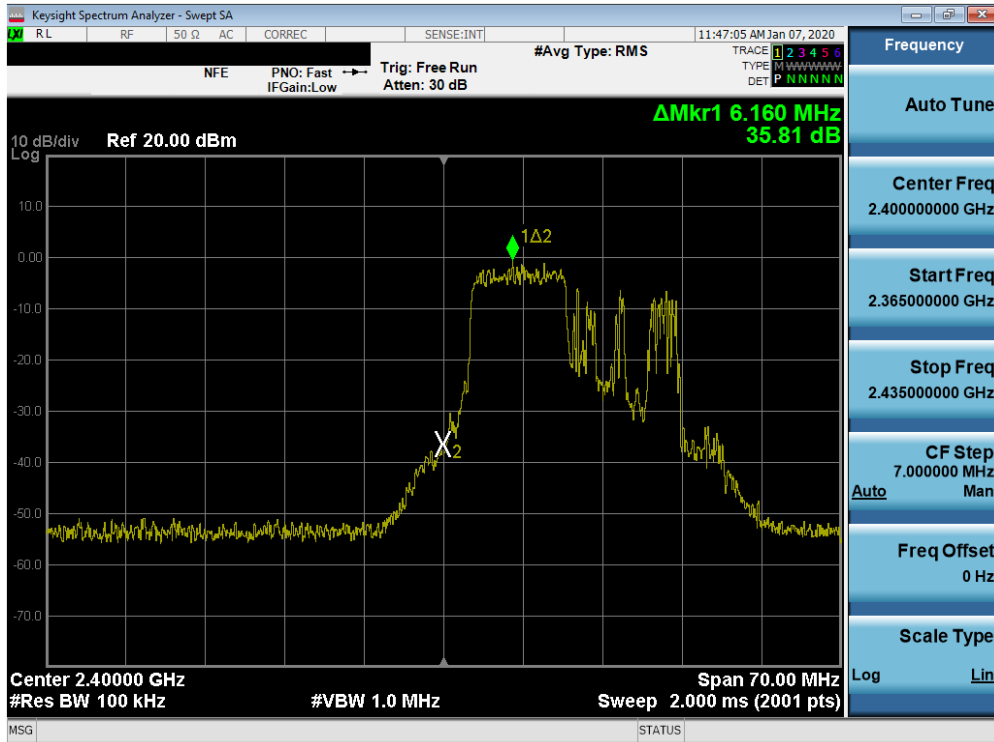 Keysight Spectrum Analyzer - Swept SA
LXI RL RF 50 Ω AC CORREC SENSE:INT 11:47:05 AM Jan 07, 2020
NFE PNO: Fast Trig: Free Run #Avg Type: RMS TRACE 1 2 3 4 5 6
IFGain:Low Atten: 30 dB TYPE M WWWWW
DET P N N N N N
ΔMkr1 6.160 MHz
35.81 dB
10 dB/div Ref 20.00 dBm
Log
10.0
0.00
-10.0
-20.0
-30.0
-40.0
-50.0
-60.0
-70.0
1Δ2
X2
Center 2.40000 GHz Span 70.00 MHz
#Res BW 100 kHz #VBW 1.0 MHz Sweep 2.000 ms (2001 pts)
MSG STATUS
Frequency
Auto Tune
Center Freq
2.400000000 GHz
Start Freq
2.365000000 GHz
Stop Freq
2.435000000 GHz
CF Step
7.000000 MHz
Auto Man
Freq Offset
0 Hz
Scale Type
Log Lin